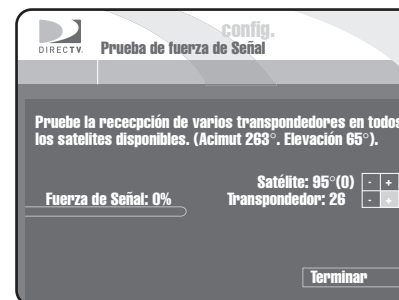 config.
DIRECTV.
Prueba de fuerza de Señal
Pruebe la rececpción de varios transpondedores en todos
los satelites disponibles. (Acimut 263°. Elevación 65°).
Satélite: 95°(0) - +
Fuerza de Señal: 0% Transpondedor: 26 - +
Terminar